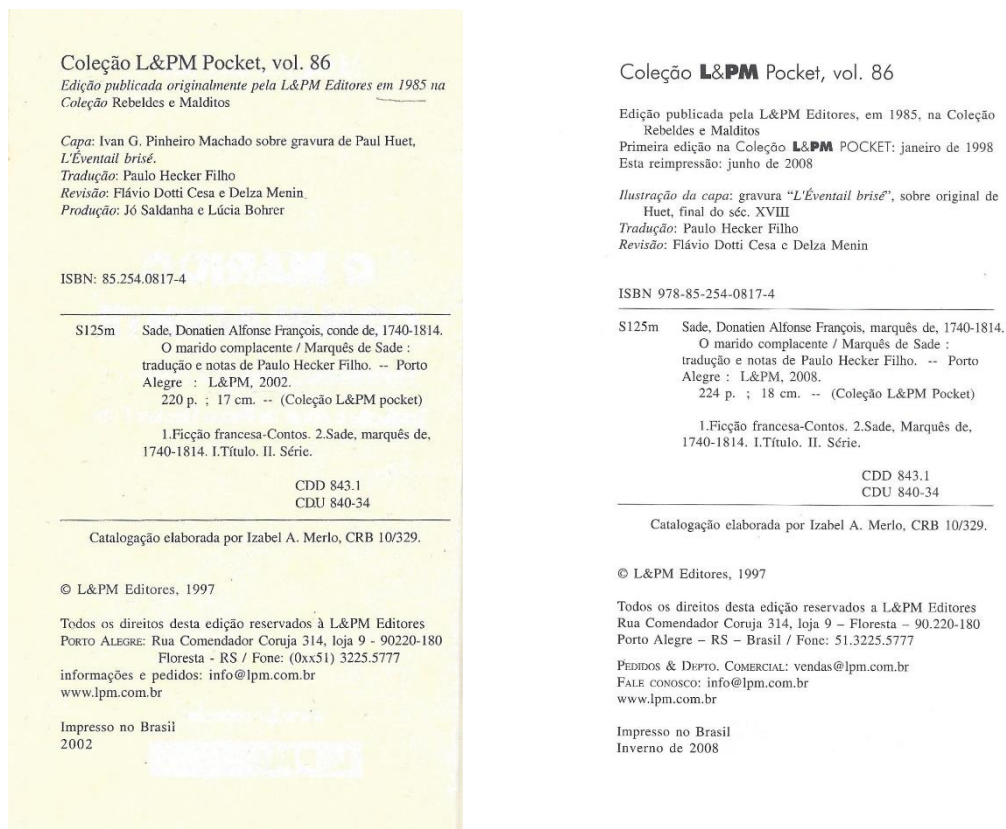 Coleção L&PM Pocket, vol. 86
Edição publicada originalmente pela L&PM Editores em 1985 na
Coleção Rebeldes e Malditos
Capa: Ivan G. Pinheiro Machado sobre gravura de Paul Huet,
L'Éventail brisé.
Tradução: Paulo Hecker Filho
Revisão: Flávio Dotti Cesa e Delza Menin
Produção: Jó Saldanha e Lúcia Bohrer
ISBN: 85.254.0817-4
S125m Sade, Donatien Alfonse François, conde de, 1740-1814.
O marido complacente / Marquês de Sade :
tradução e notas de Paulo Hecker Filho. -- Porto
Alegre : L&PM, 2002.
220 p. ; 17 cm. -- (Coleção L&PM pocket)
1.Ficção francesa-Contos. 2.Sade, marquês de,
1740-1814. I.Título. II. Série.
CDD 843.1
CDU 840-34
Catalogação elaborada por Izabel A. Merlo, CRB 10/329.
© L&PM Editores, 1997
Todos os direitos desta edição reservados à L&PM Editores
PORTO ALEGRE: Rua Comendador Coruja 314, loja 9 - 90220-180
Floresta - RS / Fone: (0xx51) 3225.5777
informações e pedidos: info@lpm.com.br
www.lpm.com.br
Impresso no Brasil
2002
Coleção L&PM Pocket, vol. 86
Edição publicada pela L&PM Editores, em 1985, na Coleção
Rebeldes e Malditos
Primeira edição na Coleção L&PM POCKET: janeiro de 1998
Esta reimpressão: junho de 2008
Ilustração da capa: gravura “L'Éventail brisé”, sobre original de
Huet, final do séc. XVIII
Tradução: Paulo Hecker Filho
Revisão: Flávio Dotti Cesa e Delza Menin
ISBN 978-85-254-0817-4
S125m Sade, Donatien Alfonse François, marquês de, 1740-1814.
O marido complacente / Marquês de Sade :
tradução e notas de Paulo Hecker Filho. -- Porto
Alegre : L&PM, 2008.
224 p. ; 18 cm. -- (Coleção L&PM Pocket)
1.Ficção francesa-Contos. 2.Sade, Marquês de,
1740-1814. I.Título. II. Série.
CDD 843.1
CDU 840-34
Catalogação elaborada por Izabel A. Merlo, CRB 10/329.
© L&PM Editores, 1997
Todos os direitos desta edição reservados a L&PM Editores
Rua Comendador Coruja 314, loja 9 – Floresta – 90.220-180
Porto Alegre – RS – Brasil / Fone: 51.3225.5777
PEDIDOS & DEPTO. COMERCIAL: vendas@lpm.com.br
FALE CONOSCO: info@lpm.com.br
www.lpm.com.br
Impresso no Brasil
Inverno de 2008